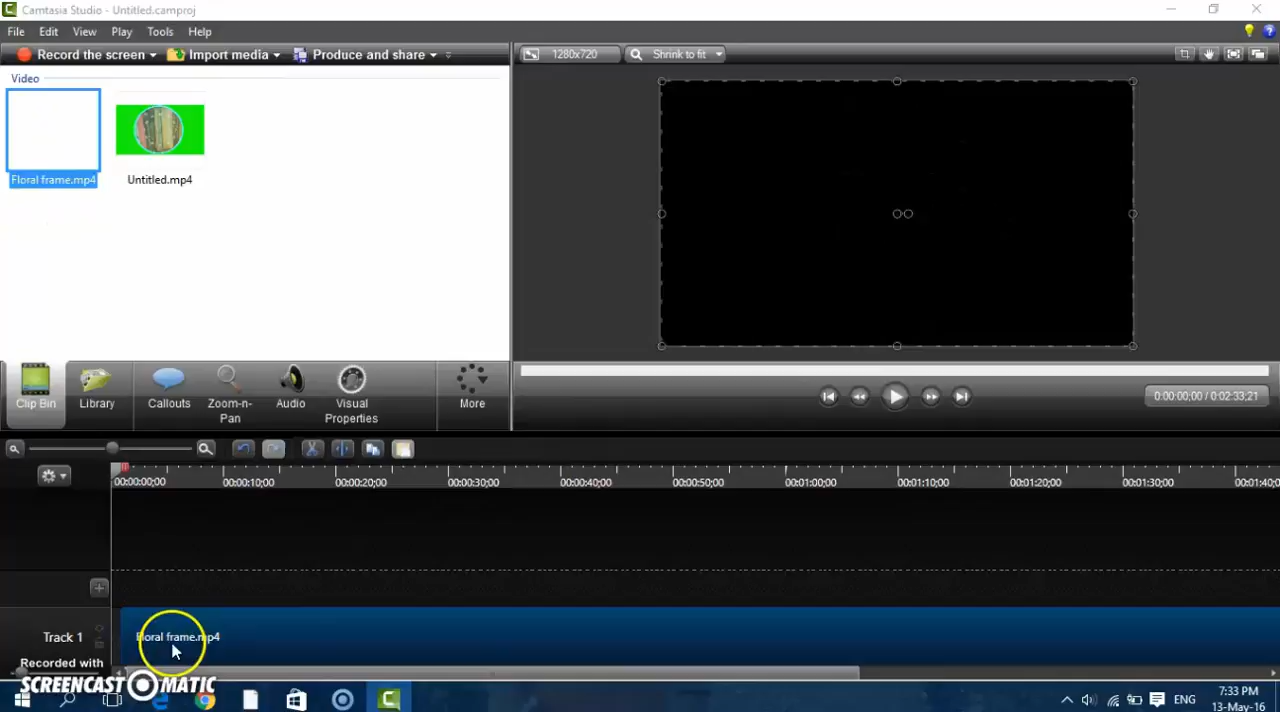 Camtasia Studio - Untitled.camproj
File Edit View Play Tools Help
Record the screen Import media Produce and share
1280x720 Shrink to fit
Video
Floral frame.mp4 Untitled.mp4
Clip Bin Library Callouts Zoom-n-Pan Audio Visual Properties More
0:00:00;00 / 0:02:33;21
00:00:00;00 00:00:10;00 00:00:20;00 00:00:30;00 00:00:40;00 00:00:50;00 00:01:00;00 00:01:10;00 00:01:20;00 00:01:30;00 00:01:40;0
Track 1 Floral frame.mp4
Recorded with
SCREENCAST MATIC
ENG 7:33 PM
13-May-16